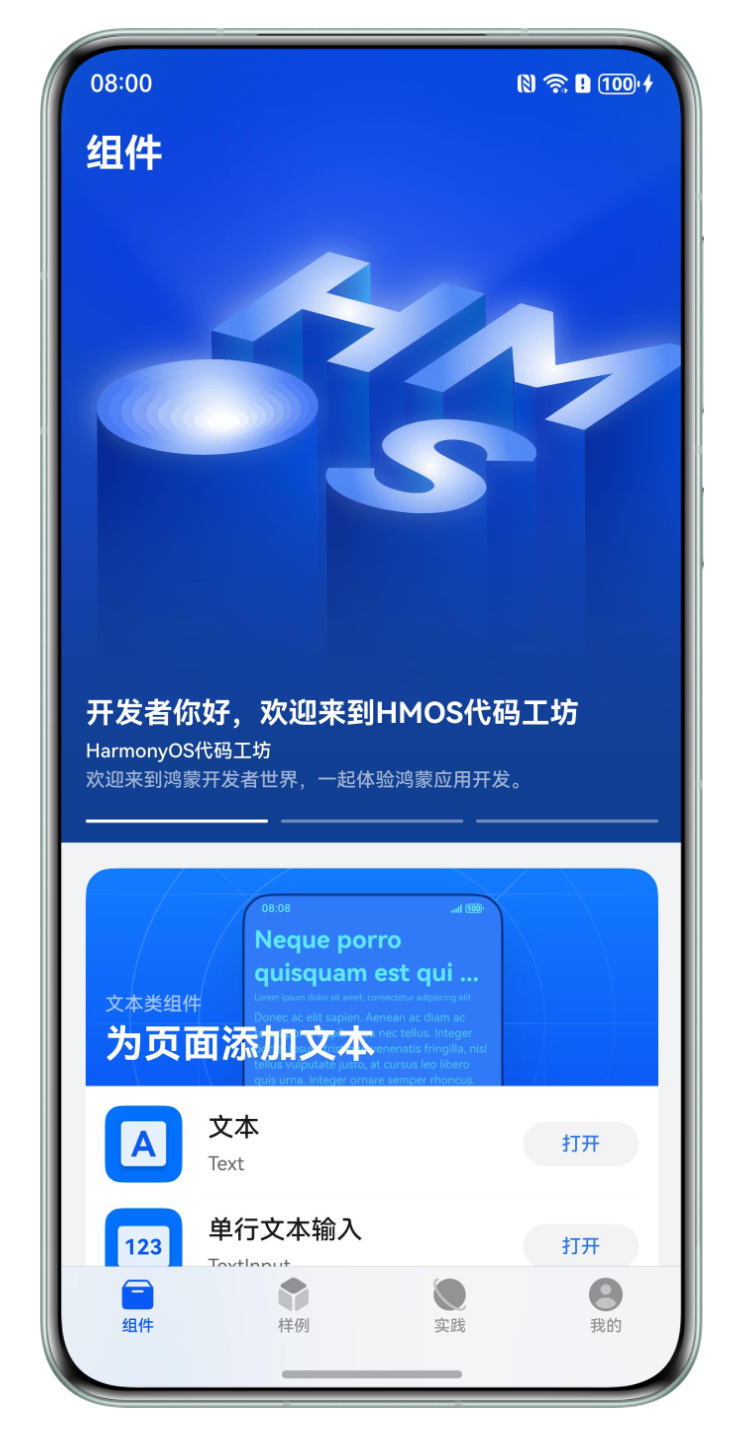 08:00
100
组件
HMS
开发者你好，欢迎来到HMOS代码工坊
HarmonyOS代码工坊
欢迎来到鸿蒙开发者世界，一起体验鸿蒙应用开发。
08:08
100
Neque porro
quisquam est qui ...
Lorem ipsum dolor sit amet, consectetur adipiscing elit.
文本类组件
Donec ac elit sapien. Aenean ac diam ac
nec tellus. Integer
为页面添加文本
venenatis fringilla, nisl
tellus vulputate justo, at cursus leo libero
quis urna. Integer ornare semper rhoncus.
A
文本
Text
打开
123
单行文本输入
TextInput
打开
组件
样例
实践
我的